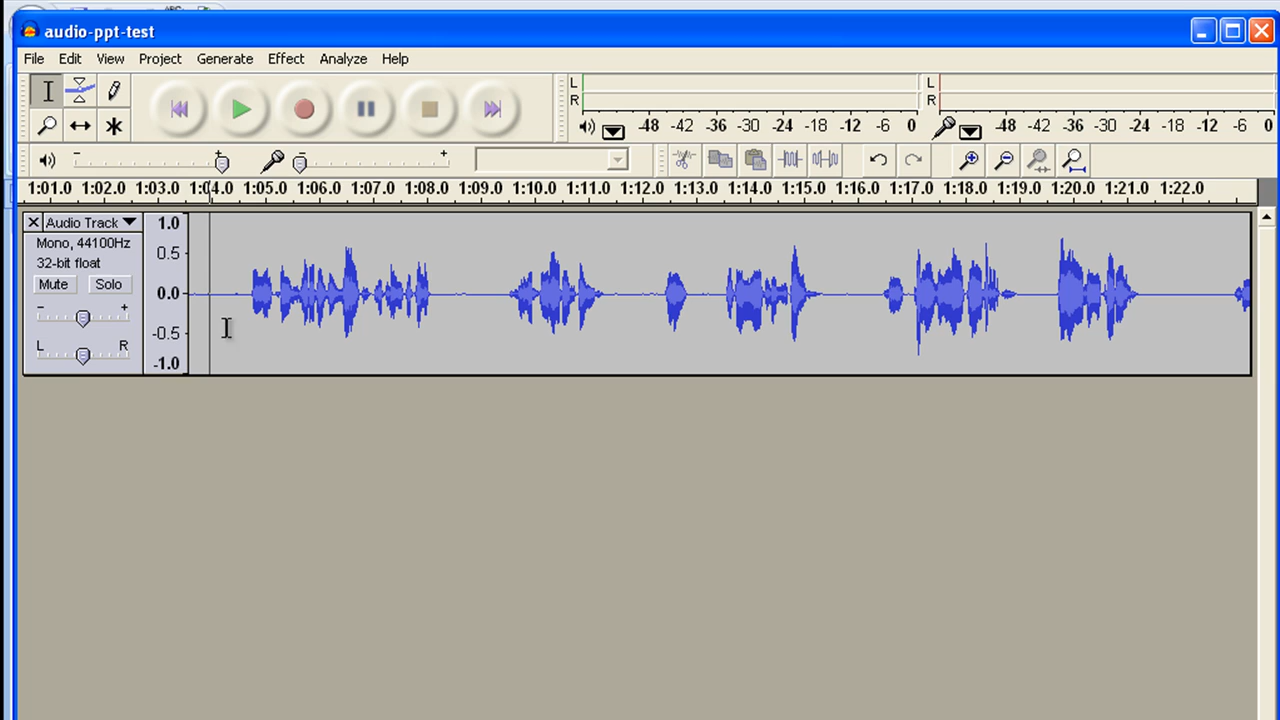 audio-ppt-test
File Edit View Project Generate Effect Analyze Help
L
R
-48 -42 -36 -30 -24 -18 -12 -6 0
L
R
-48 -42 -36 -30 -24 -18 -12 -6 0
- + - +
1:01.0 1:02.0 1:03.0 1:04.0 1:05.0 1:06.0 1:07.0 1:08.0 1:09.0 1:10.0 1:11.0 1:12.0 1:13.0 1:14.0 1:15.0 1:16.0 1:17.0 1:18.0 1:19.0 1:20.0 1:21.0 1:22.0
Audio Track
Mono, 44100Hz
32-bit float
Mute Solo
- +
L R
1.0
0.5
0.0
-0.5
-1.0